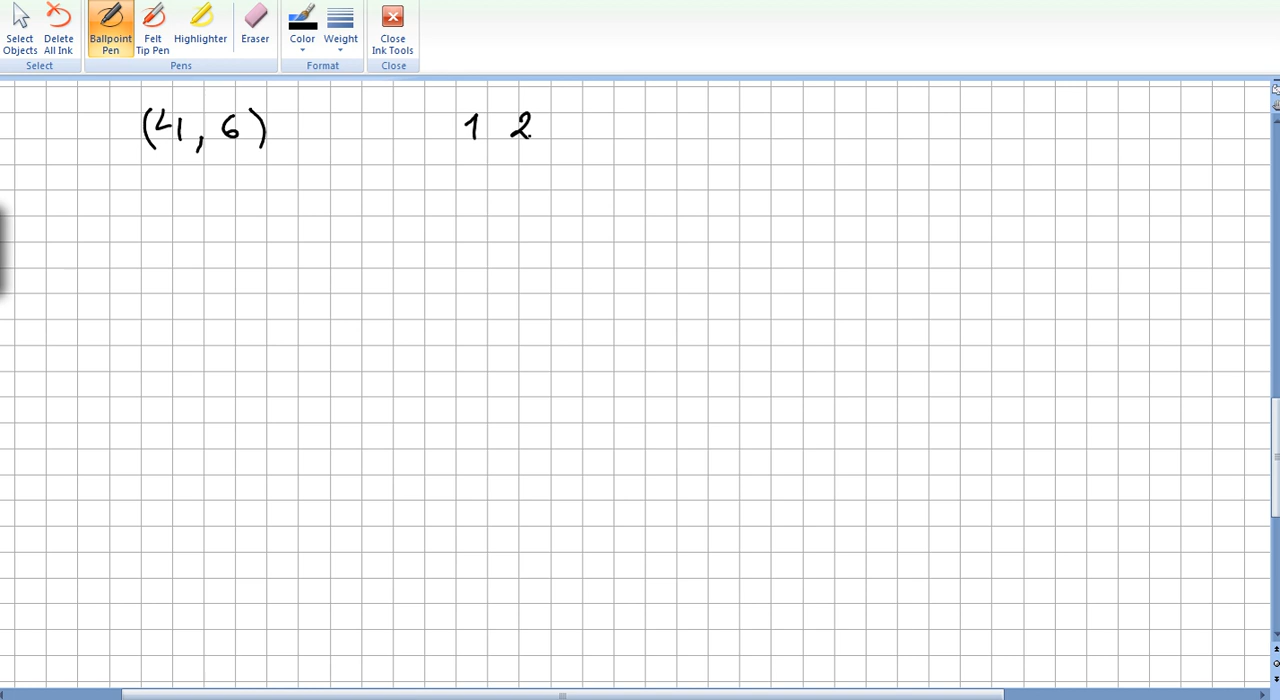 Select Objects Delete All Ink Ballpoint Pen Felt Tip Pen Highlighter Eraser Color Weight Close Ink Tools
Select Pens Format Close
(4, 6) 1 2